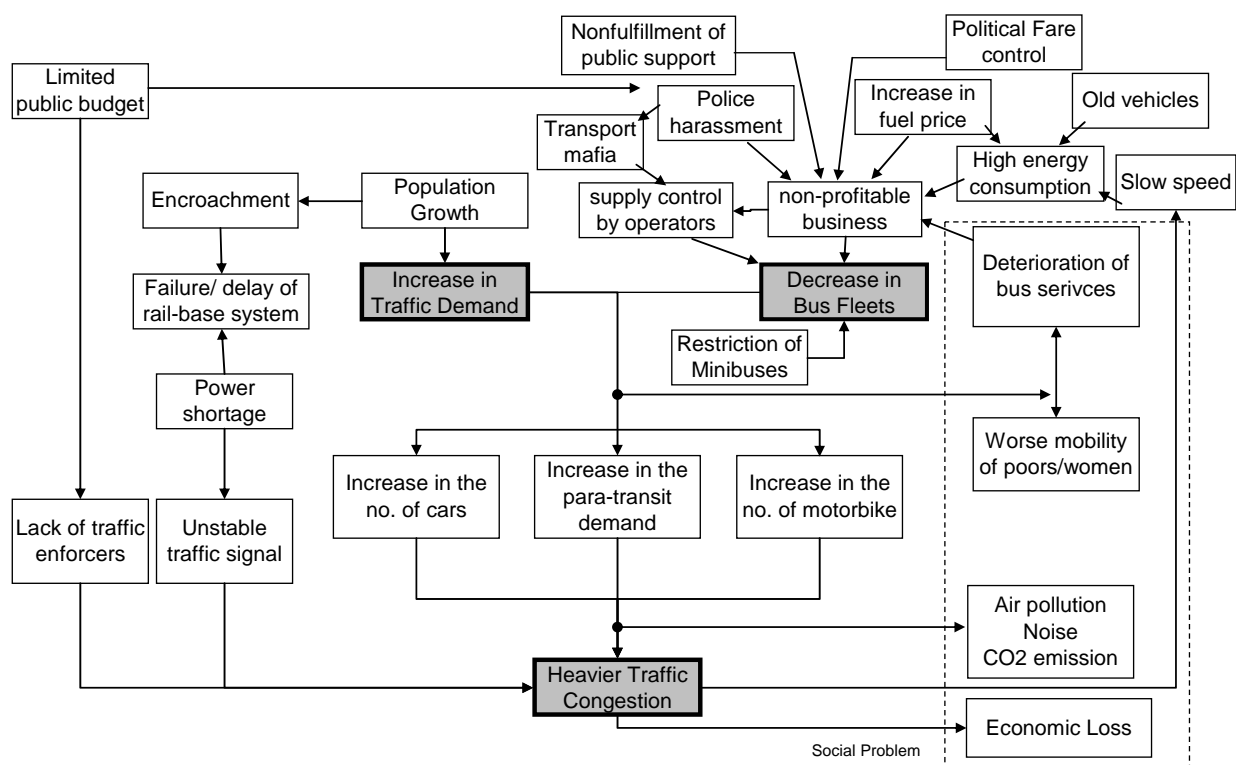 Nonfulfillment of
public support
Political Fare
control
Limited
public budget
Police
harassment
Increase in
fuel price
Old vehicles
Transport
mafia
High energy
consumption
Slow speed
Encroachment
Population
Growth
supply control
by operators
non-profitable
business
Deterioration of
bus serivces
Increase in
Traffic Demand
Decrease in
Bus Fleets
Failure/ delay of
rail-base system
Restriction of
Minibuses
Power
shortage
Worse mobility
of poors/women
Increase in the
no. of cars
Increase in the
para-transit
demand
Increase in the
no. of motorbike
Lack of traffic
enforcers
Unstable
traffic signal
Air pollution
Noise
CO2 emission
Heavier Traffic
Congestion
Economic Loss
Social Problem